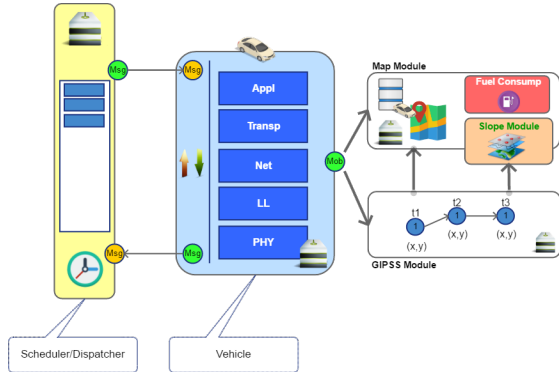 Msg
Msg
Msg
Msg
Appl
Transp
Net
LL
PHY
Mob
Map Module
Fuel Consump
Slope Module
t1
t2
t3
1
1
1
(x,y)
(x,y)
(x,y)
GIPSS Module
Scheduler/Dispatcher
Vehicle